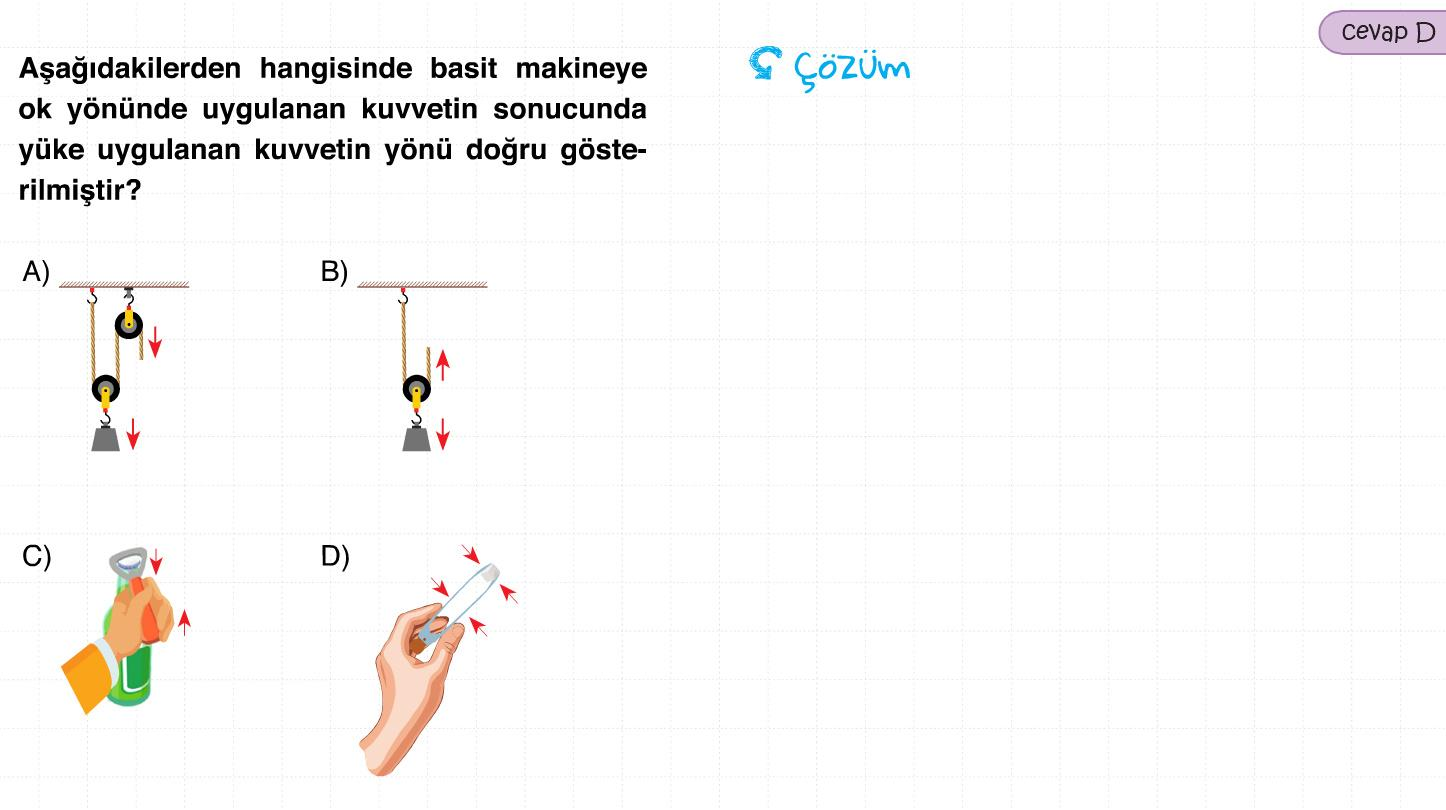 cevap D
Aşağıdakilerden hangisinde basit makineye
ok yönünde uygulanan kuvvetin sonucunda
yüke uygulanan kuvvetin yönü doğru göste-
rilmiştir?
Çözüm
A)
B)
C)
D)